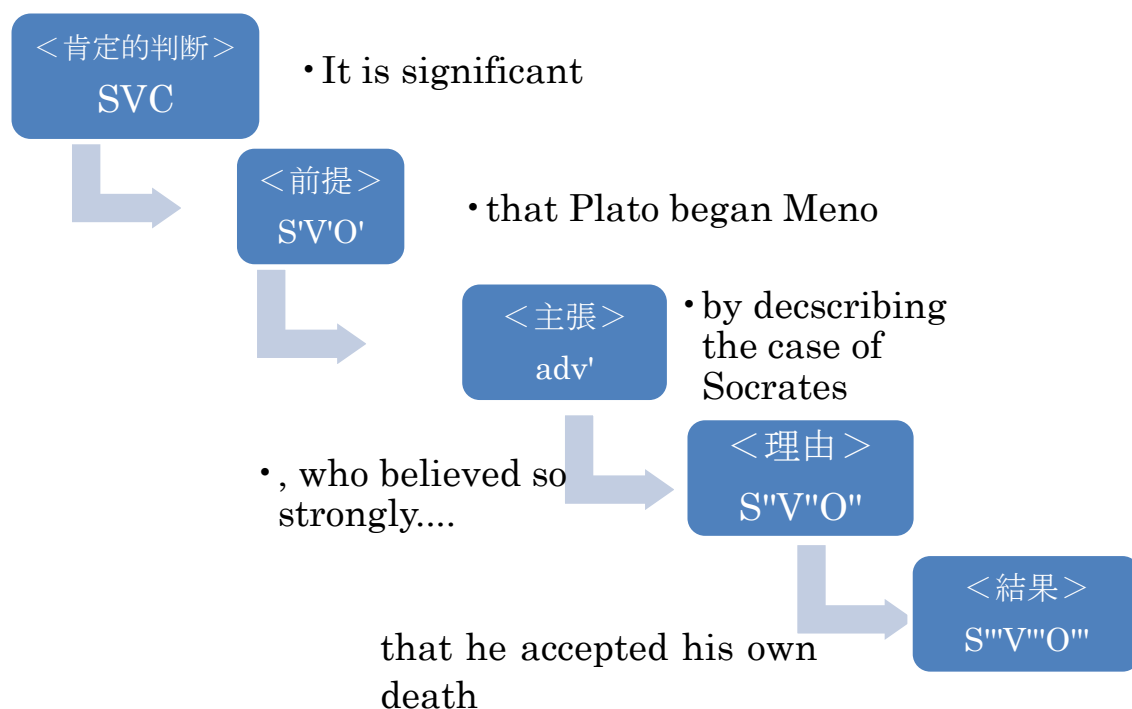 ＜肯定的判断＞
SVC
・It is significant
＜前提＞
S'V'O'
・that Plato began Meno
＜主張＞
adv'
・by decscribing
the case of
Socrates
＜理由＞
S"V"O"
・, who believed so
strongly....
＜結果＞
S'''V'''O'''
that he accepted his own
death